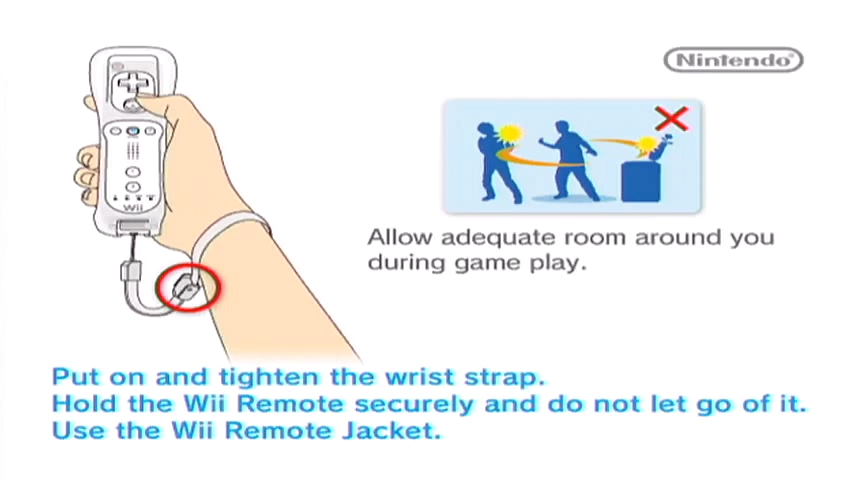 Nintendo®
Allow adequate room around you
during game play.
Wii
Put on and tighten the wrist strap.
Hold the Wii Remote securely and do not let go of it.
Use the Wii Remote Jacket.